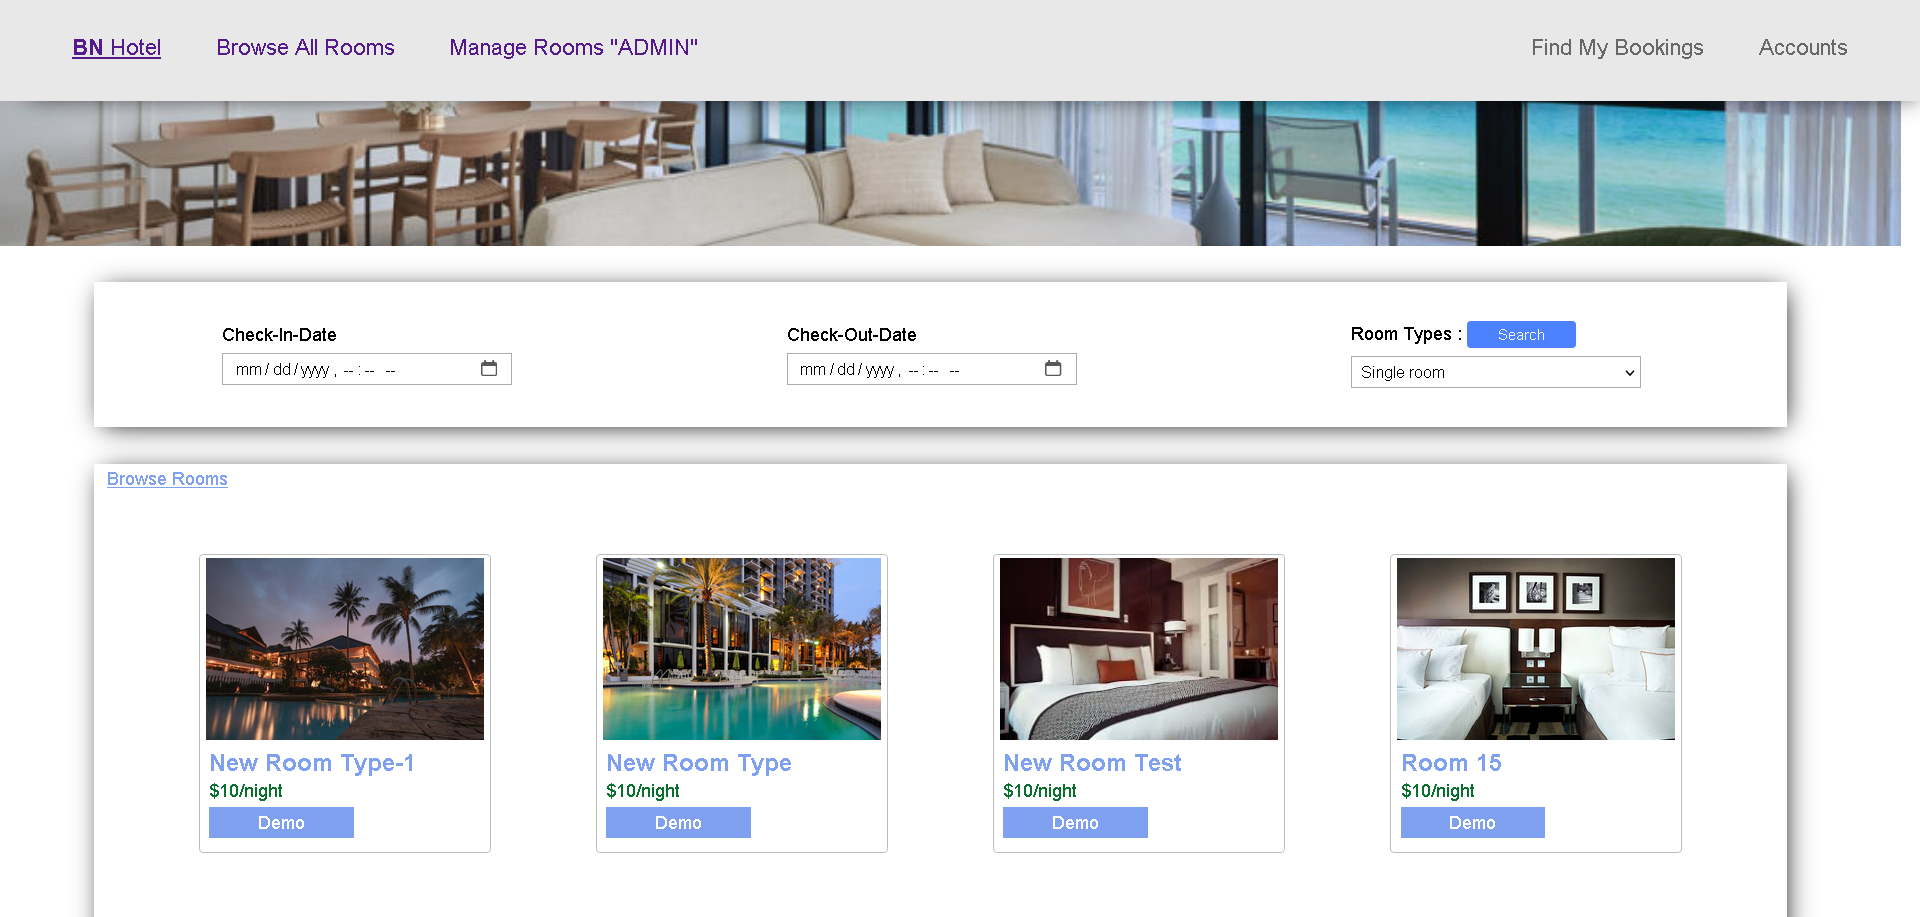 BN Hotel Browse All Rooms Manage Rooms "ADMIN" Find My Bookings Accounts
Check-In-Date
mm/dd/yyyy, --:-- --
Check-Out-Date
mm/dd/yyyy, --:-- --
Room Types : Search
Single room
Browse Rooms
New Room Type-1
$10/night
Demo
New Room Type
$10/night
Demo
New Room Test
$10/night
Demo
Room 15
$10/night
Demo